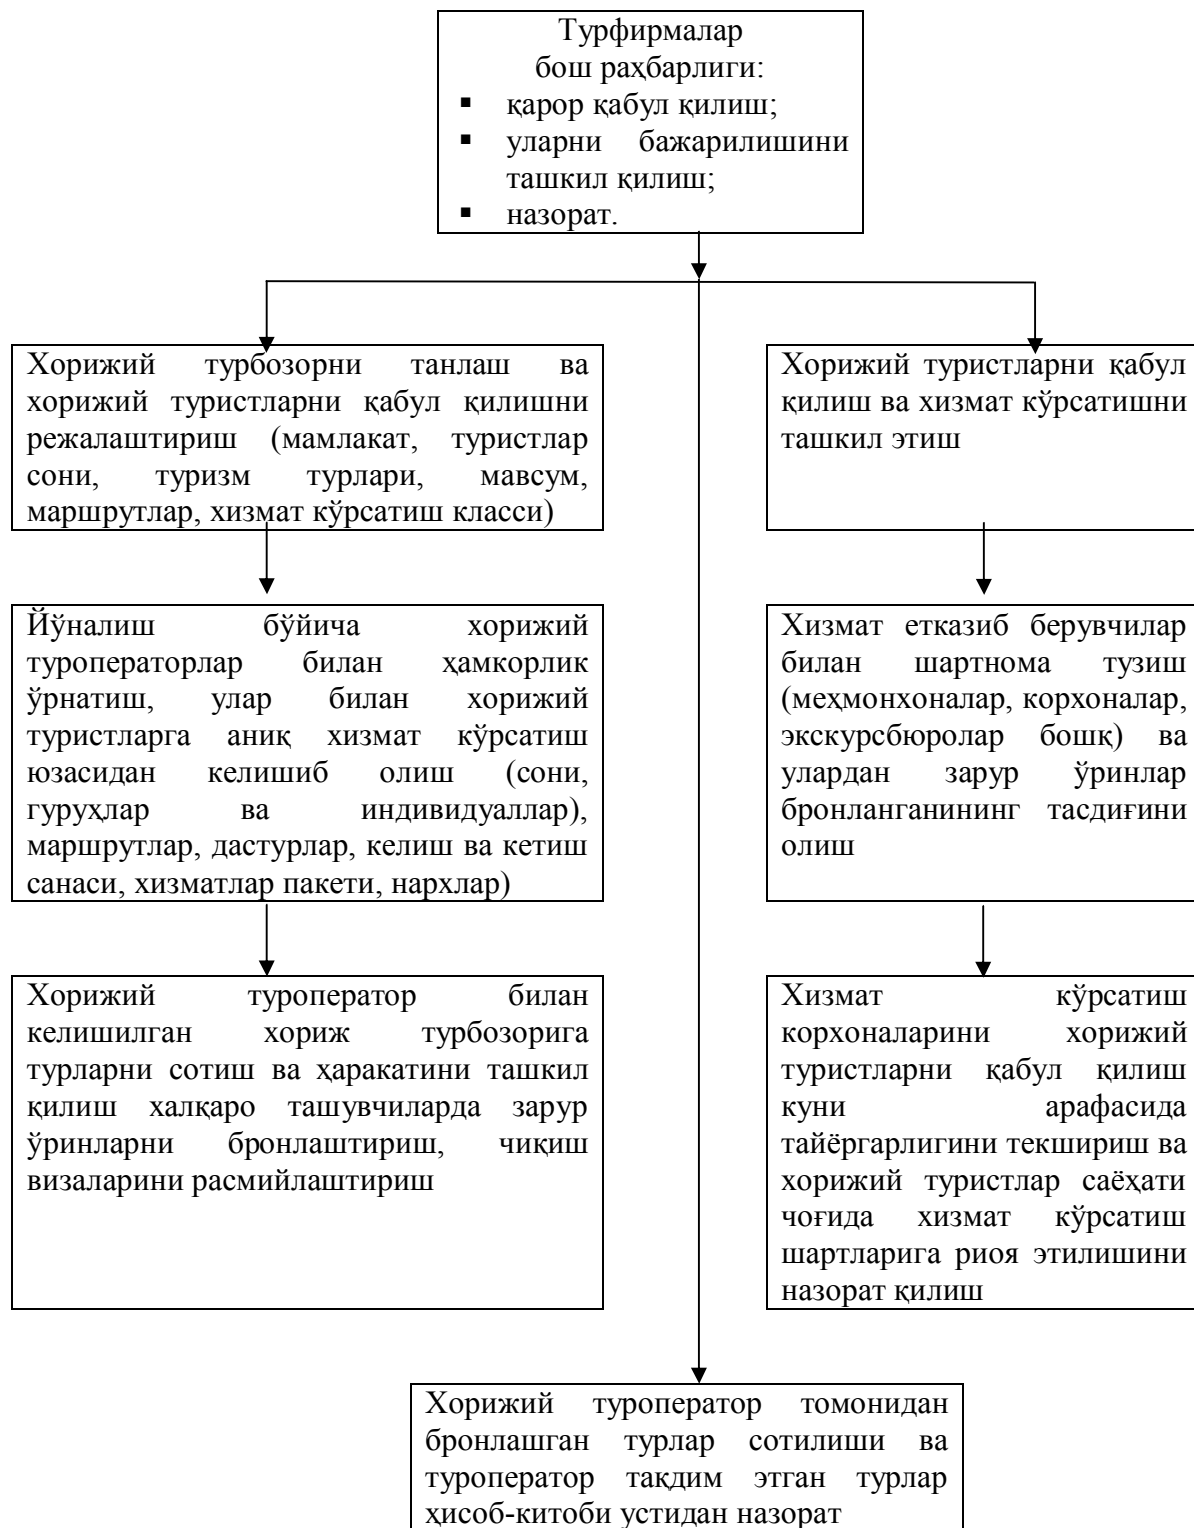 Турфирмалар
бош раҳбарлиги:
▪ қарор қабул қилиш;
▪ уларни бажарилишини
ташкил қилиш;
▪ назорат.
Хорижий турбозорни танлаш ва
хорижий туристларни қабул қилишни
режалаштириш (мамлакат, туристлар
сони, туризм турлари, мавсум,
маршрутлар, хизмат кўрсатиш класси)
Йўналиш бўйича хорижий
туроператорлар билан ҳамкорлик
ўрнатиш, улар билан хорижий
туристларга аниқ хизмат кўрсатиш
юзасидан келишиб олиш (сони,
гуруҳлар ва индивидуаллар),
маршрутлар, дастурлар, келиш ва кетиш
санаси, хизматлар пакети, нархлар)
Хорижий туроператор билан
келишилган хориж турбозорига
турларни сотиш ва ҳаракатини ташкил
қилиш халқаро ташувчиларда зарур
ўринларни бронлаштириш, чиқиш
визаларини расмийлаштириш
Хорижий туристларни қабул
қилиш ва хизмат кўрсатишни
ташкил этиш
Хизмат етказиб берувчилар
билан шартнома тузиш
(меҳмонхоналар, корхоналар,
экскурсбюролар бошқ) ва
улардан зарур ўринлар
бронланганининг тасдиғини
олиш
Хизмат кўрсатиш
корхоналарини хорижий
туристларни қабул қилиш
куни арафасида
тайёргарлигини текшириш ва
хорижий туристлар саёҳати
чоғида хизмат кўрсатиш
шартларига риоя этилишини
назорат қилиш
Хорижий туроператор томонидан
бронлашган турлар сотилиши ва
туроператор тақдим этган турлар
ҳисоб-китоби устидан назорат